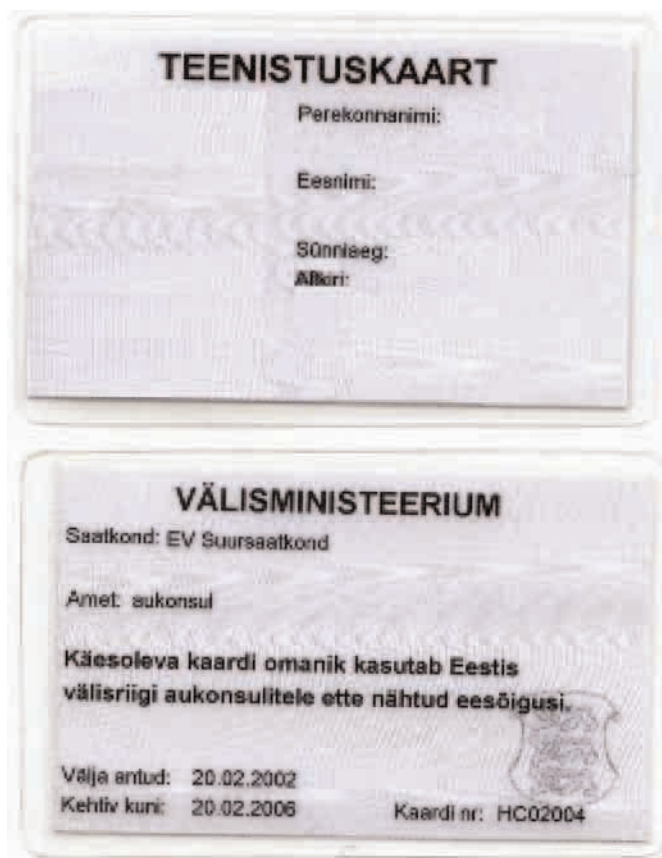 TEENISTUSKAART
Perekonnanimi:
Eesnimi:
Sünniaeg:
Allkiri:
VÄLISMINISTEERIUM
Saatkond: EV Suursaatkond
Amet: aukonsul
Käesoleva kaardi omanik kasutab Eestis
välisriigi aukonsulitele ette nähtud eesõigusi.
Välja antud: 20.02.2002
Kehtiv kuni: 20.02.2006
Kaardi nr: HC02004